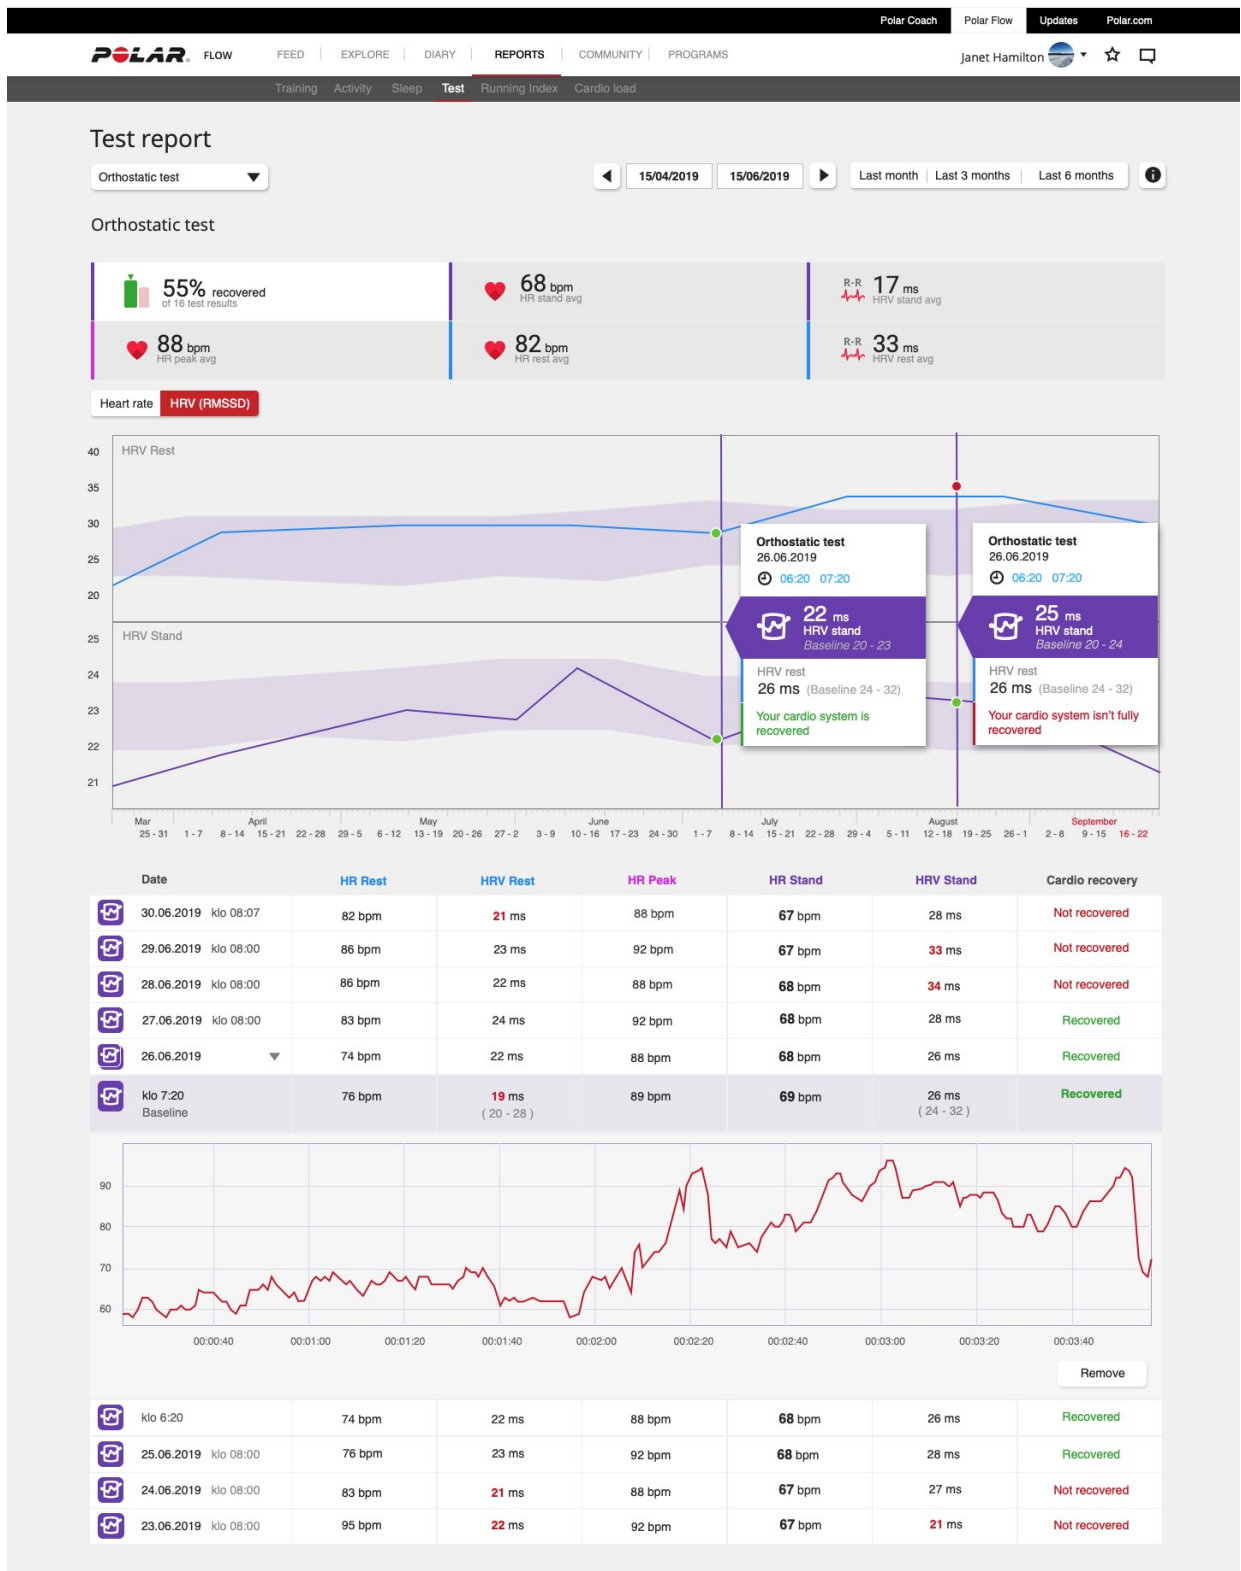 Polar Coach Polar Flow Updates Polar.com
POLAR. FLOW FEED EXPLORE DIARY REPORTS COMMUNITY PROGRAMS Janet Hamilton
Training Activity Sleep Test Running Index Cardio load
Test report
Orthostatic test 15/04/2019 15/06/2019 Last month Last 3 months Last 6 months i
Orthostatic test
55% recovered
of 16 test results
68 bpm
HR stand avg
R-R 17 ms
HRV stand avg
88 bpm
HR peak avg
82 bpm
HR rest avg
R-R 33 ms
HRV rest avg
Heart rate HRV (RMSSD)
HRV Rest
40
35
30
25
20
HRV Stand
25
24
23
22
21
Orthostatic test
26.06.2019
06:20 07:20
22 ms
HRV stand
Baseline 20 - 23
HRV rest
26 ms (Baseline 24 - 32)
Your cardio system is
recovered
Orthostatic test
26.06.2019
06:20 07:20
25 ms
HRV stand
Baseline 20 - 24
HRV rest
26 ms (Baseline 24 - 32)
Your cardio system isn't fully
recovered
Mar April May June July August September
25 - 31 1 - 7 8 - 14 15 - 21 22 - 28 29 - 5 6 - 12 13 - 19 20 - 26 27 - 2 3 - 9 10 - 16 17 - 23 24 - 30 1 - 7 8 - 14 15 - 21 22 - 28 29 - 4 5 - 11 12 - 18 19 - 25 26 - 1 2 - 8 9 - 15 16 - 22
Date HR Rest HRV Rest HR Peak HR Stand HRV Stand Cardio recovery
30.06.2019 klo 08:07 82 bpm 21 ms 88 bpm 67 bpm 28 ms Not recovered
29.06.2019 klo 08:00 86 bpm 23 ms 92 bpm 67 bpm 33 ms Not recovered
28.06.2019 klo 08:00 86 bpm 22 ms 88 bpm 68 bpm 34 ms Not recovered
27.06.2019 klo 08:00 83 bpm 24 ms 92 bpm 68 bpm 28 ms Recovered
26.06.2019 74 bpm 22 ms 88 bpm 68 bpm 26 ms Recovered
klo 7:20 76 bpm 19 ms 89 bpm 69 bpm 26 ms Recovered
Baseline ( 20 - 28 ) ( 24 - 32 )
90
80
70
60
00:00:40 00:01:00 00:01:20 00:01:40 00:02:00 00:02:20 00:02:40 00:03:00 00:03:20 00:03:40
Remove
klo 6:20 74 bpm 22 ms 88 bpm 68 bpm 26 ms Recovered
25.06.2019 klo 08:00 76 bpm 23 ms 92 bpm 68 bpm 28 ms Recovered
24.06.2019 klo 08:00 83 bpm 21 ms 88 bpm 67 bpm 27 ms Not recovered
23.06.2019 klo 08:00 95 bpm 22 ms 92 bpm 67 bpm 21 ms Not recovered